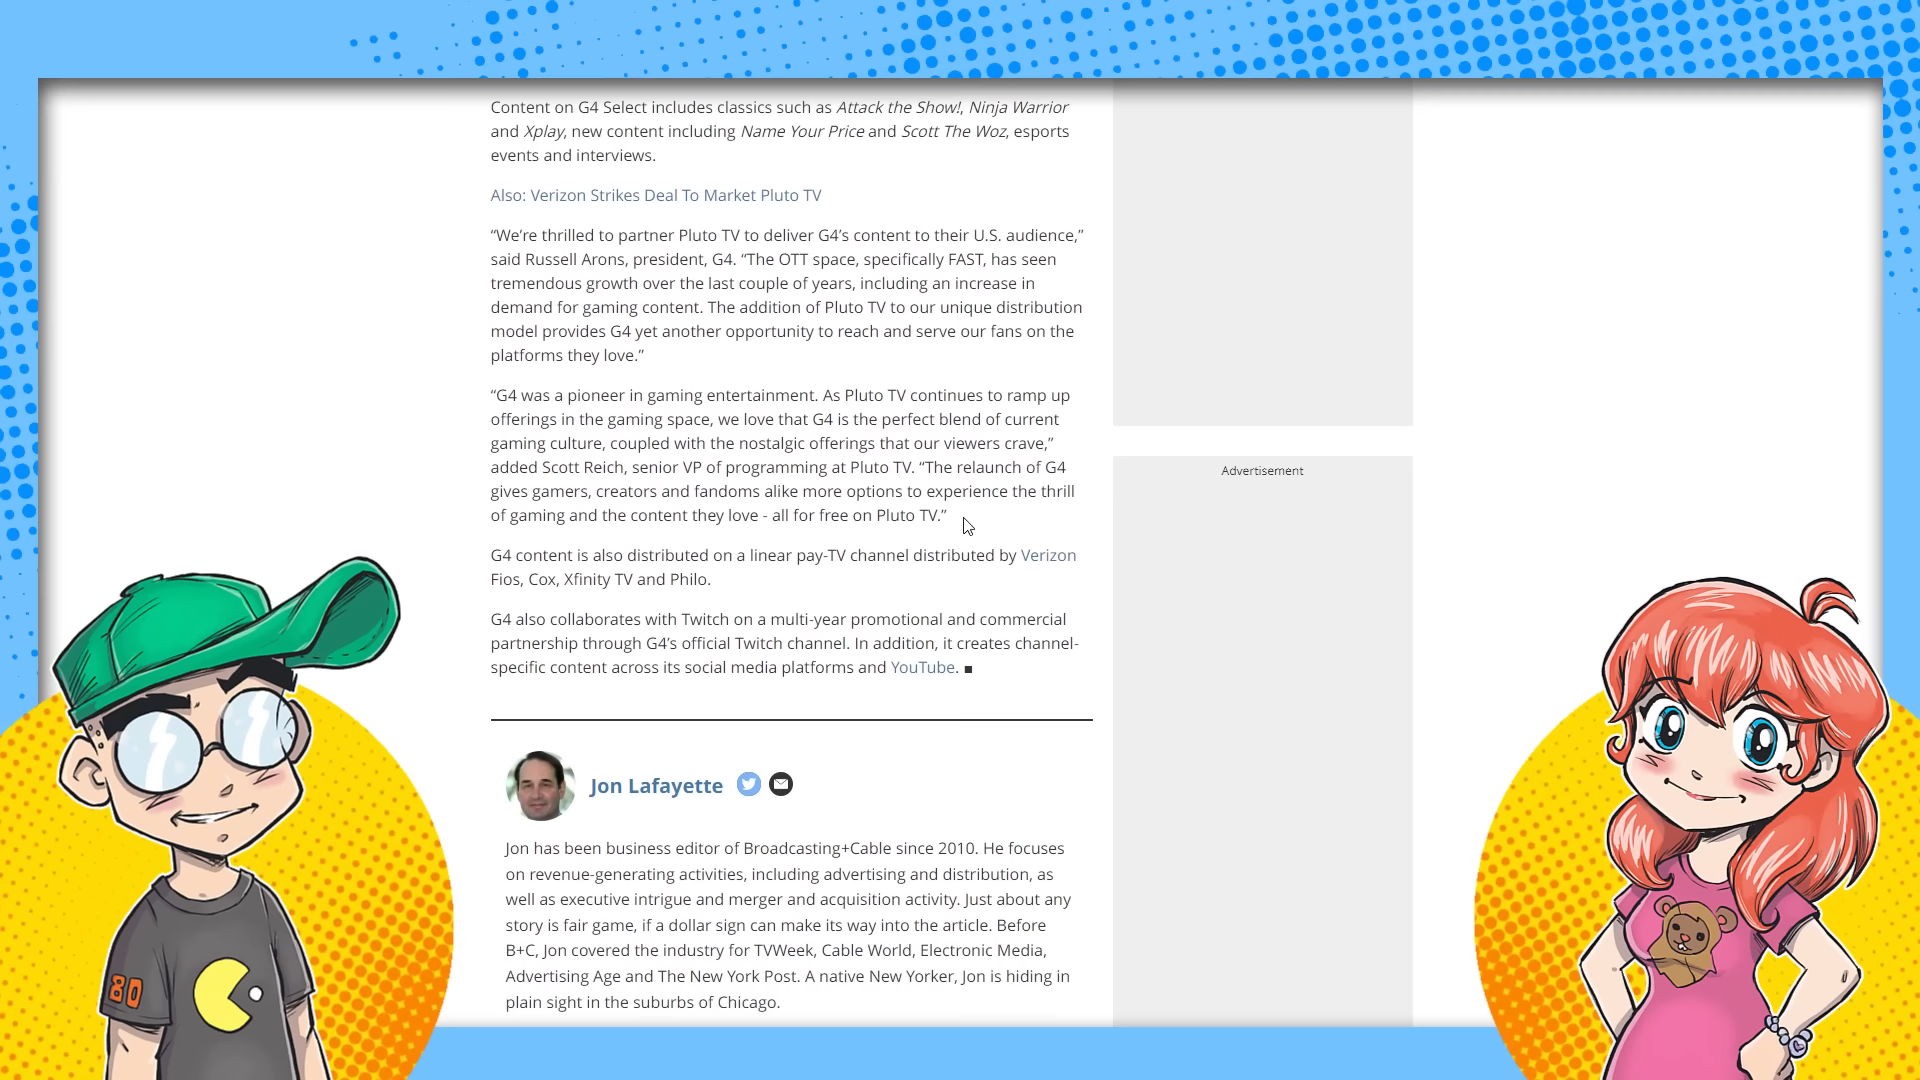 Content on G4 Select includes classics such as Attack the Show!, Ninja Warrior
and Xplay, new content including Name Your Price and Scott The Woz, esports
events and interviews.
Also: Verizon Strikes Deal To Market Pluto TV
“We’re thrilled to partner Pluto TV to deliver G4’s content to their U.S. audience,”
said Russell Arons, president, G4. “The OTT space, specifically FAST, has seen
tremendous growth over the last couple of years, including an increase in
demand for gaming content. The addition of Pluto TV to our unique distribution
model provides G4 yet another opportunity to reach and serve our fans on the
platforms they love.”
“G4 was a pioneer in gaming entertainment. As Pluto TV continues to ramp up
offerings in the gaming space, we love that G4 is the perfect blend of current
gaming culture, coupled with the nostalgic offerings that our viewers crave,”
added Scott Reich, senior VP of programming at Pluto TV. “The relaunch of G4
gives gamers, creators and fandoms alike more options to experience the thrill
of gaming and the content they love - all for free on Pluto TV.”
G4 content is also distributed on a linear pay-TV channel distributed by Verizon
Fios, Cox, Xfinity TV and Philo.
G4 also collaborates with Twitch on a multi-year promotional and commercial
partnership through G4’s official Twitch channel. In addition, it creates channel-
specific content across its social media platforms and YouTube. ■
Jon Lafayette
Jon has been business editor of Broadcasting+Cable since 2010. He focuses
on revenue-generating activities, including advertising and distribution, as
well as executive intrigue and merger and acquisition activity. Just about any
story is fair game, if a dollar sign can make its way into the article. Before
B+C, Jon covered the industry for TVWeek, Cable World, Electronic Media,
Advertising Age and The New York Post. A native New Yorker, Jon is hiding in
plain sight in the suburbs of Chicago.
Advertisement
80